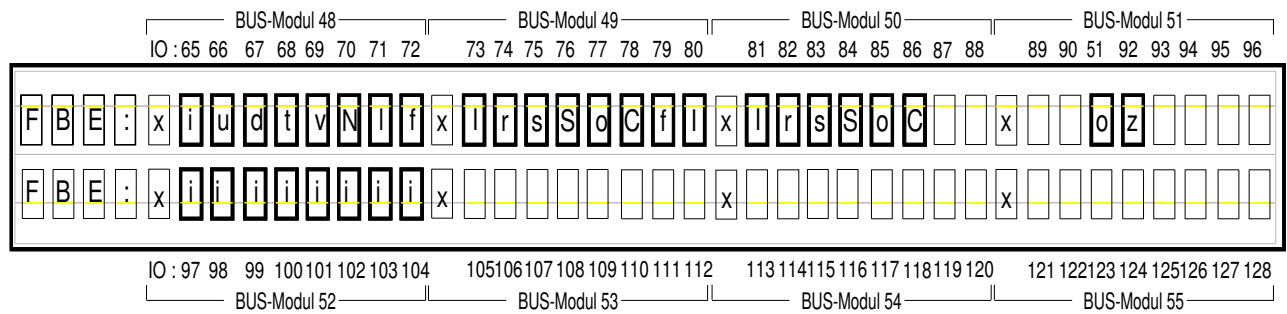 BUS-Modul 48 BUS-Modul 49 BUS-Modul 50 BUS-Modul 51
IO : 65 66 67 68 69 70 71 72 73 74 75 76 77 78 79 80 81 82 83 84 85 86 87 88 89 90 51 92 93 94 95 96
F B E : x i u d t v N l f x l r s S o C f l x l r s S o C x o z
F B E : x i i i i i i i i x x x
IO : 97 98 99 100 101 102 103 104 105 106 107 108 109 110 111 112 113 114 115 116 117 118 119 120 121 122 123 124 125 126 127 128
BUS-Modul 52 BUS-Modul 53 BUS-Modul 54 BUS-Modul 55